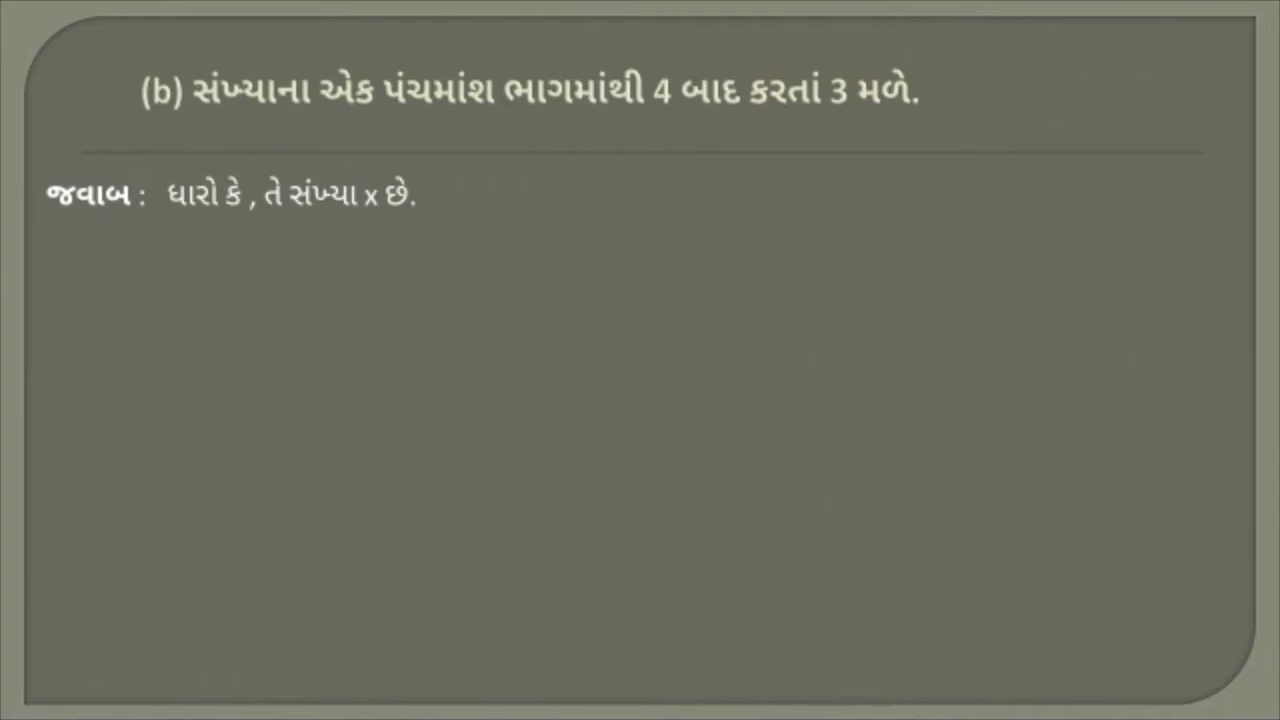 (b) સંખ્યાના એક પંચમાંશ ભાગમાંથી 4 બાદ કરતાં 3 મળે.
જવાબ : ધારો કે , તે સંખ્યા x છે.